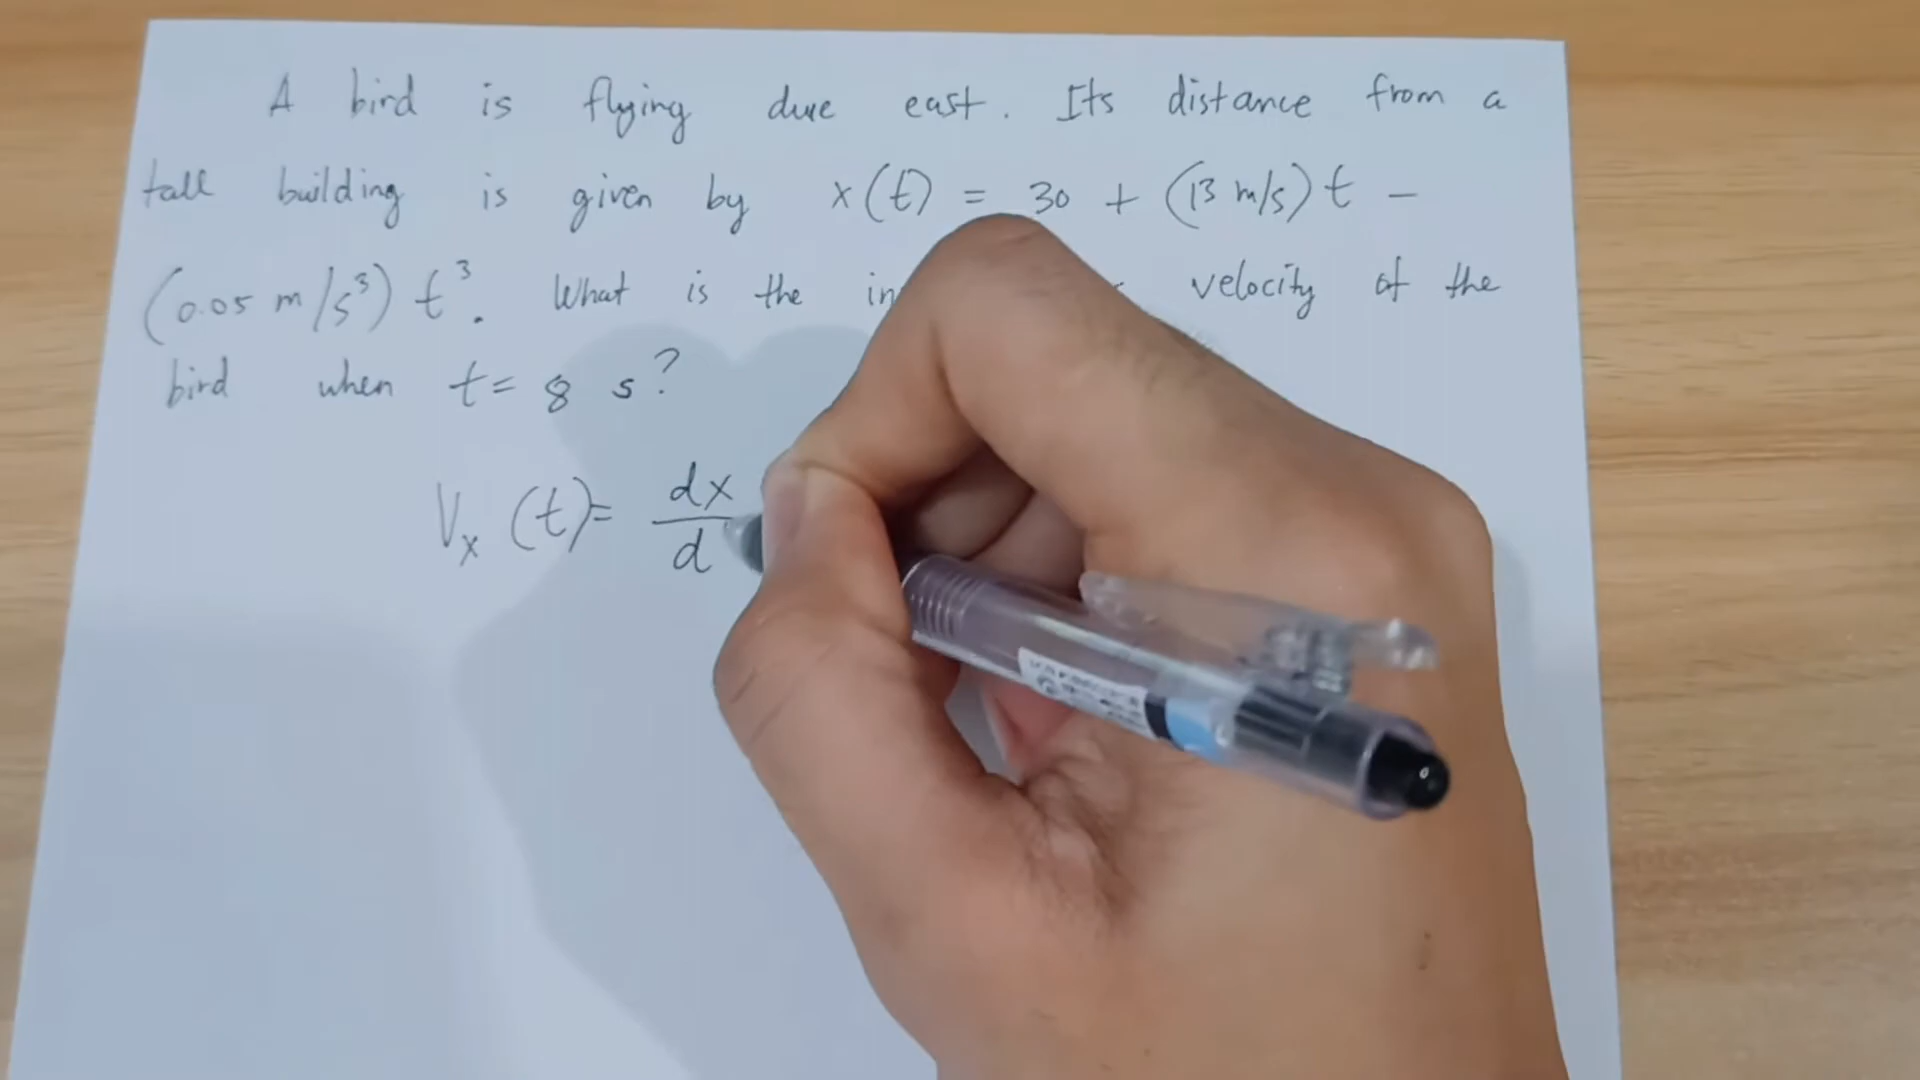 A bird is flying due east. Its distance from a
tall building is given by x(t) = 30 + (13 m/s) t -
(0.05 m/s³) t³. What is the velocity of the
bird when t = 8 s?
Vx (t) = dx/d